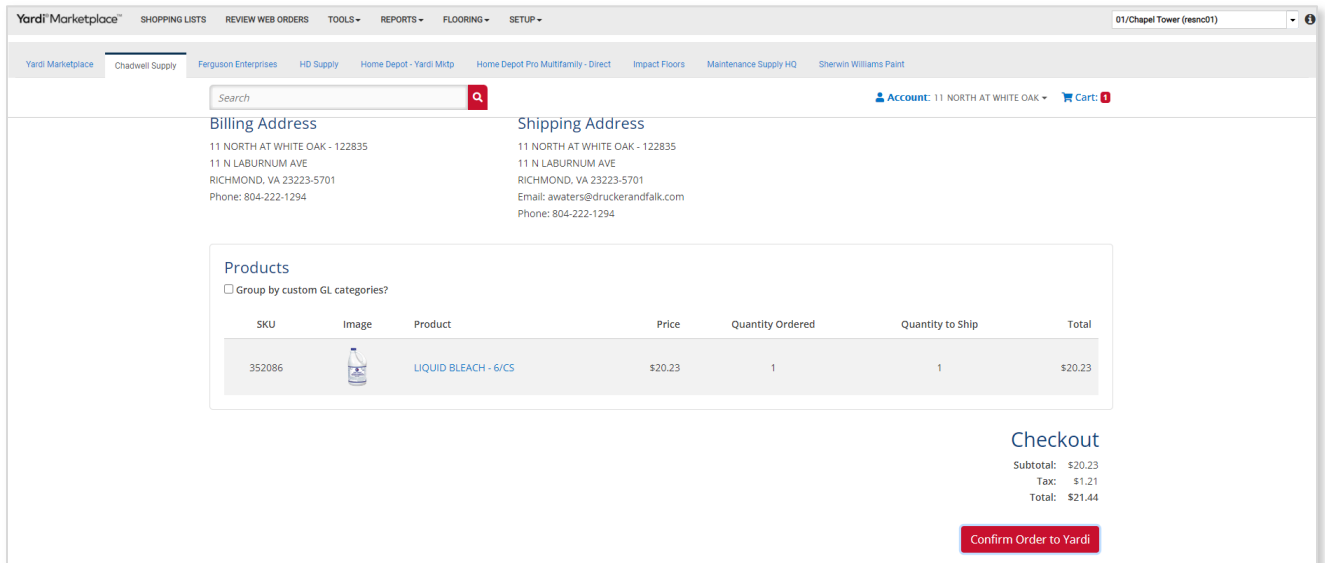 Yardi® Marketplace™ SHOPPING LISTS REVIEW WEB ORDERS TOOLS REPORTS FLOORING SETUP 01/Chapel Tower (resnc01)
Yardi Marketplace Chadwell Supply Ferguson Enterprises HD Supply Home Depot - Yardi Mktp Home Depot Pro Multifamily - Direct Impact Floors Maintenance Supply HQ Sherwin Williams Paint
Search Account: 11 NORTH AT WHITE OAK Cart: 1
Billing Address
11 NORTH AT WHITE OAK - 122835
11 N LABURNUM AVE
RICHMOND, VA 23223-5701
Phone: 804-222-1294
Shipping Address
11 NORTH AT WHITE OAK - 122835
11 N LABURNUM AVE
RICHMOND, VA 23223-5701
Email: awaters@druckerandfalk.com
Phone: 804-222-1294
Products
Group by custom GL categories?
SKU Image Product Price Quantity Ordered Quantity to Ship Total
352086 LIQUID BLEACH - 6/CS $20.23 1 1 $20.23
Checkout
Subtotal: $20.23
Tax: $1.21
Total: $21.44
Confirm Order to Yardi